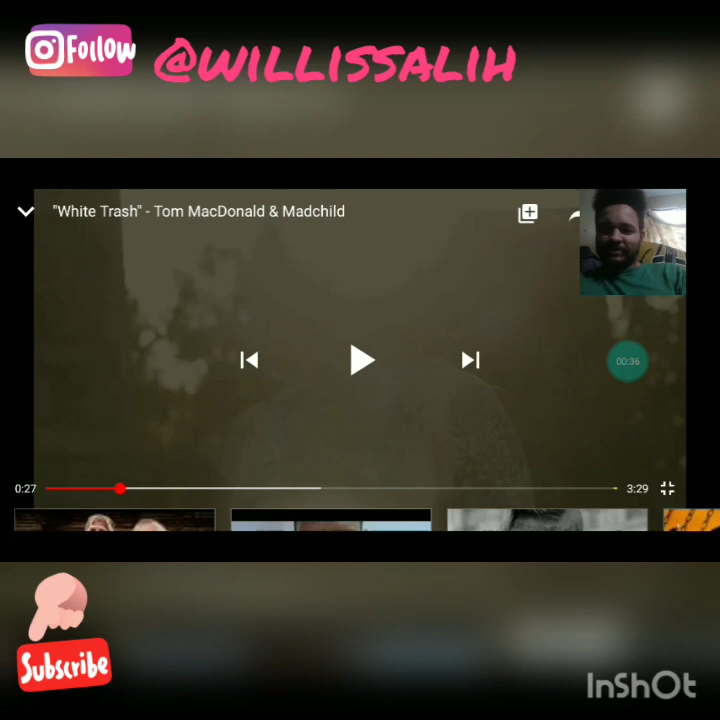 Follow
@WILLISSALIH
"White Trash" - Tom MacDonald & Madchild
00:36
0:27
3:29
Subscribe
InShOt